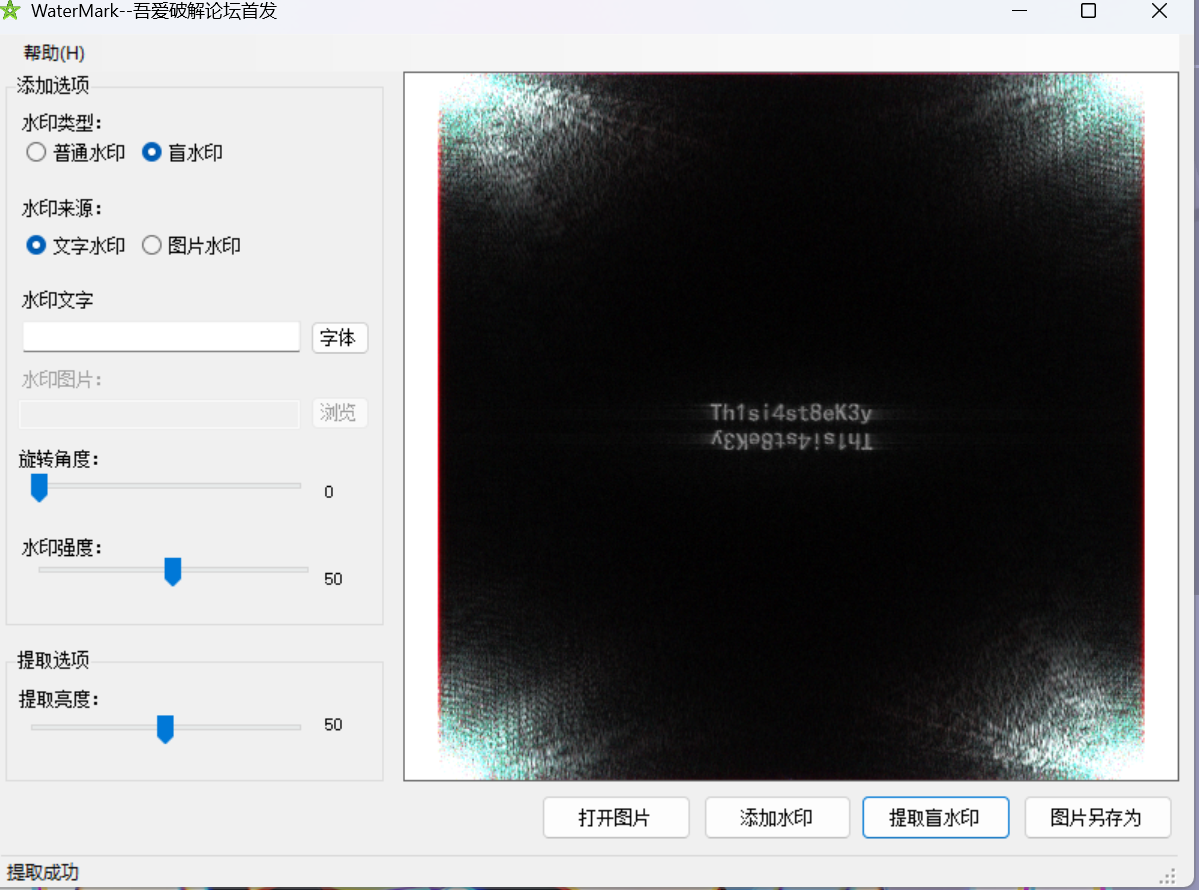 WaterMark--吾爱破解论坛首发
帮助(H)
添加选项
水印类型:
普通水印 盲水印
水印来源:
文字水印 图片水印
水印文字
字体
水印图片:
浏览
旋转角度:
0
水印强度:
50
提取选项
提取亮度:
50
Th1si4st8eK3y
Th1si4st8eK3y
打开图片 添加水印 提取盲水印 图片另存为
提取成功